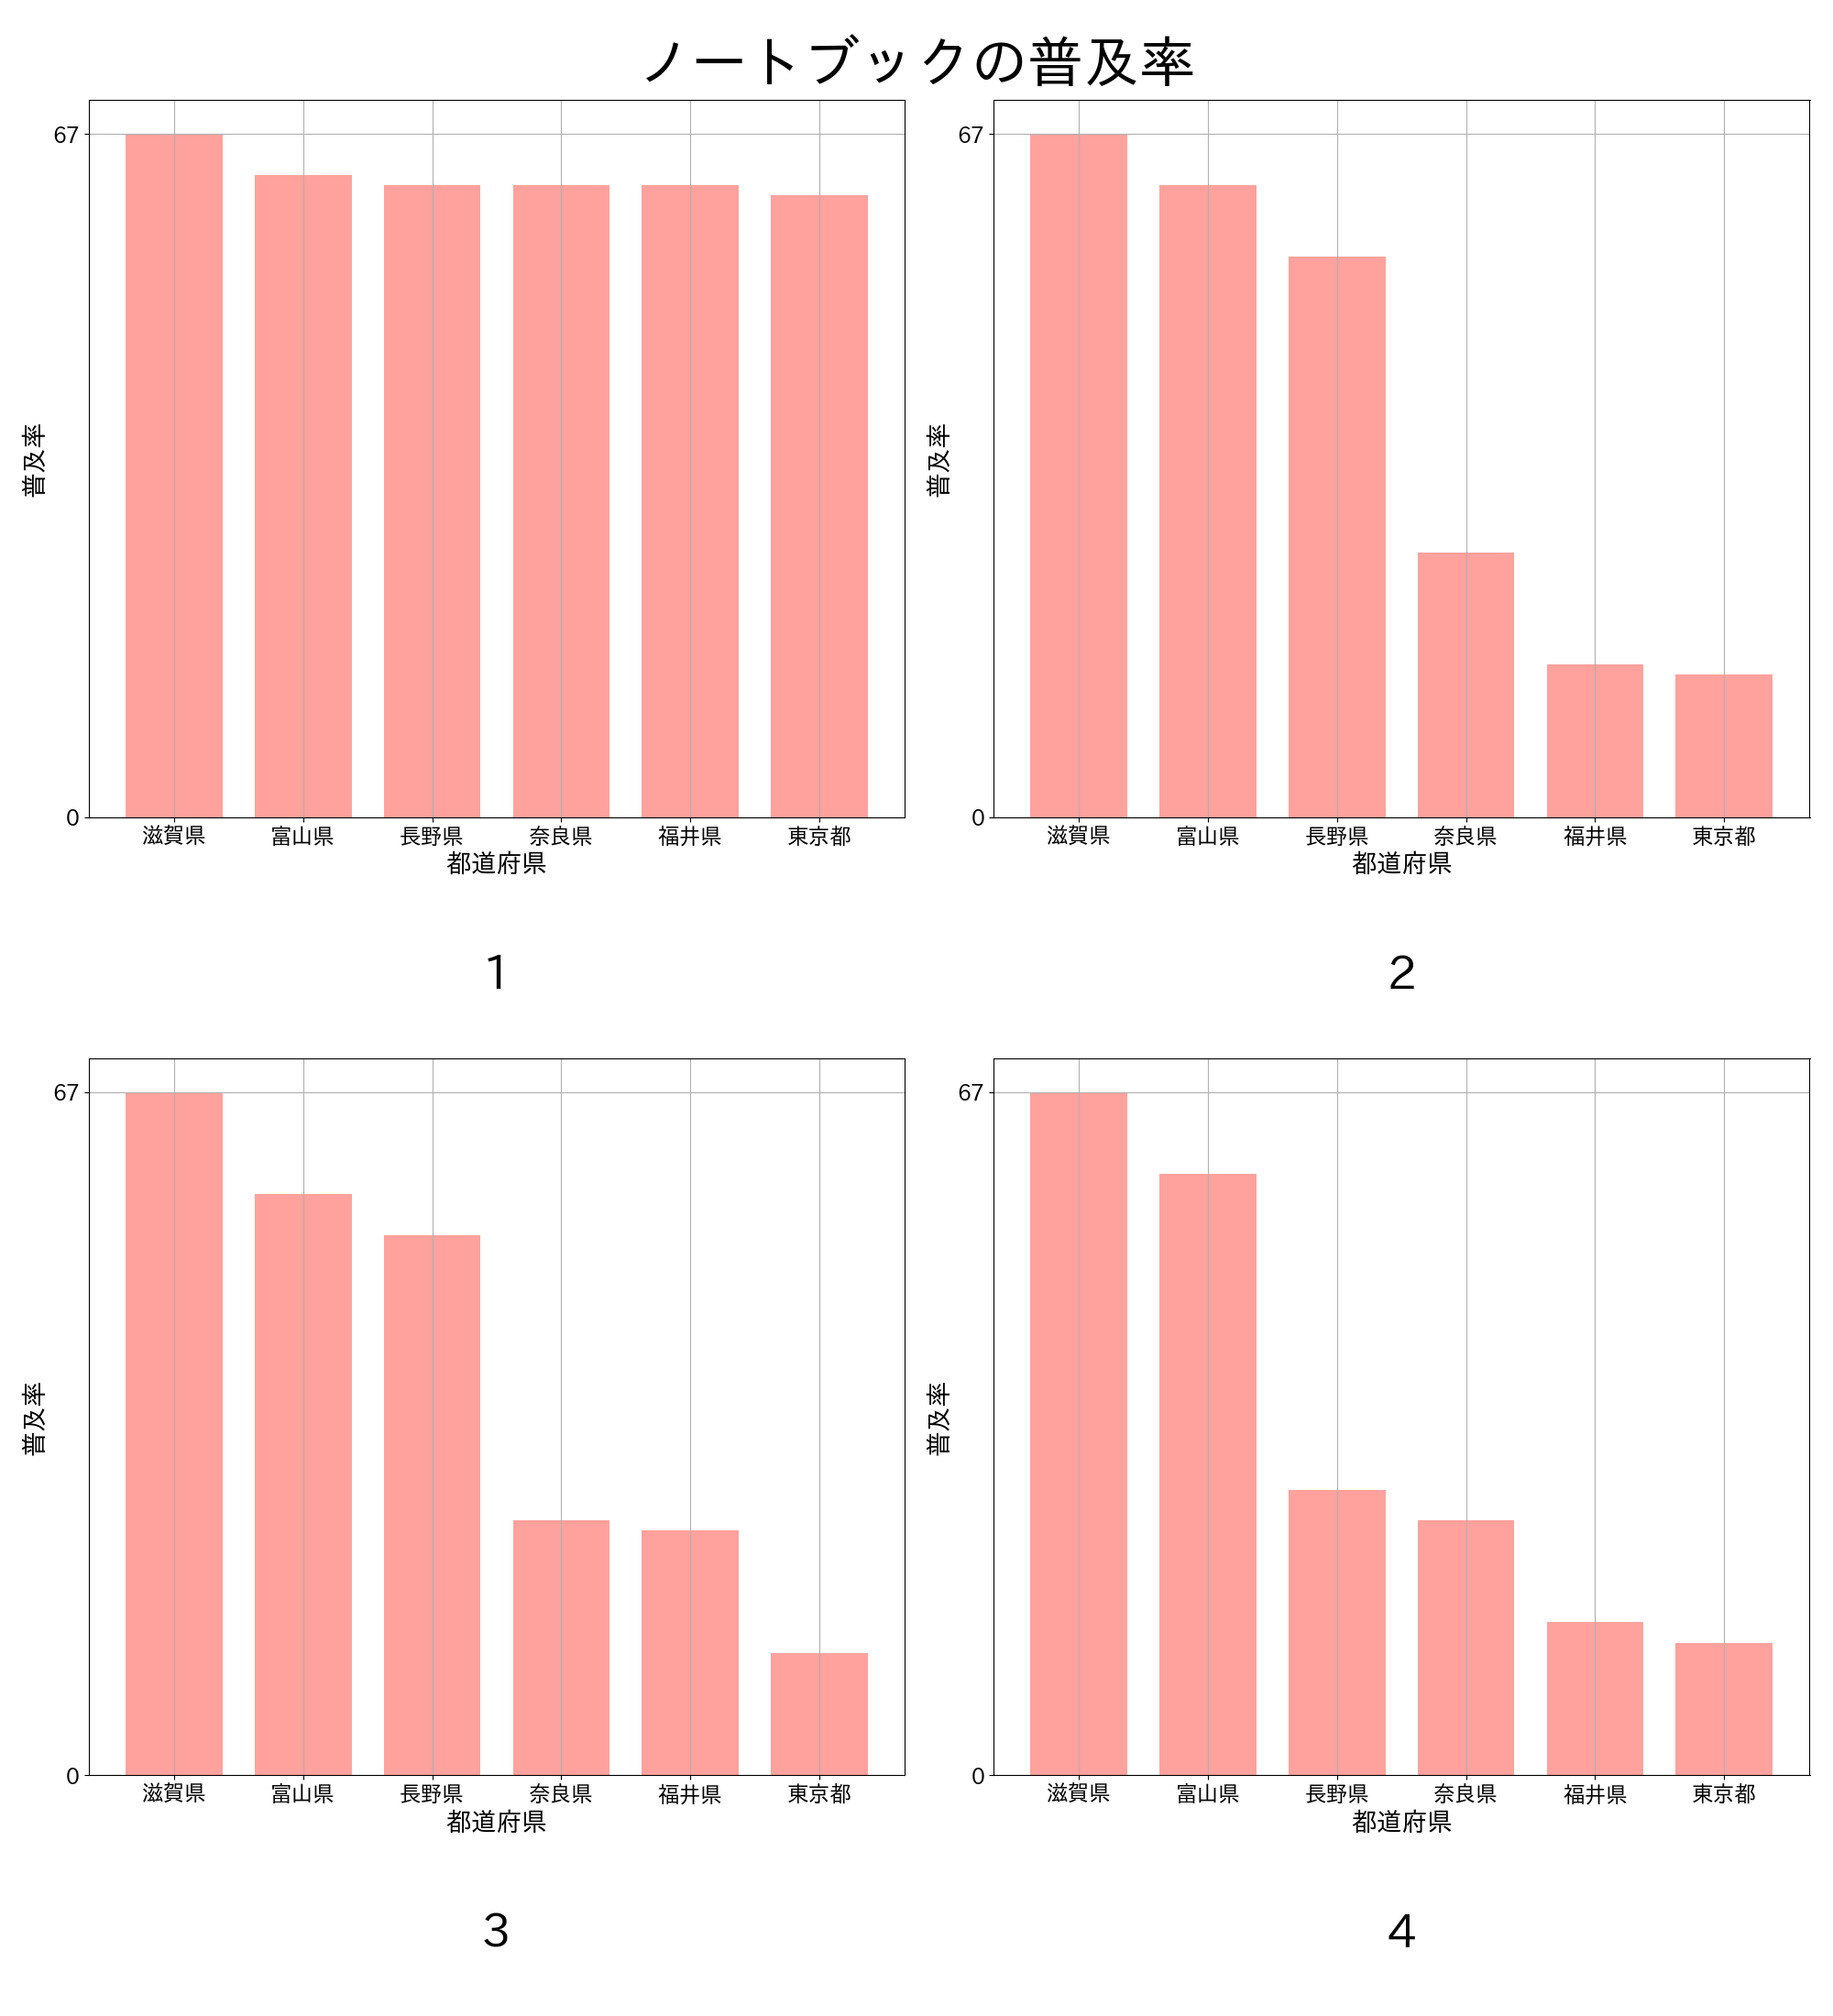 ノートブックの普及率
67
0
普及率
滋賀県 富山県 長野県 奈良県 福井県 東京都
都道府県
1
67
0
普及率
滋賀県 富山県 長野県 奈良県 福井県 東京都
都道府県
2
67
0
普及率
滋賀県 富山県 長野県 奈良県 福井県 東京都
都道府県
3
67
0
普及率
滋賀県 富山県 長野県 奈良県 福井県 東京都
都道府県
4